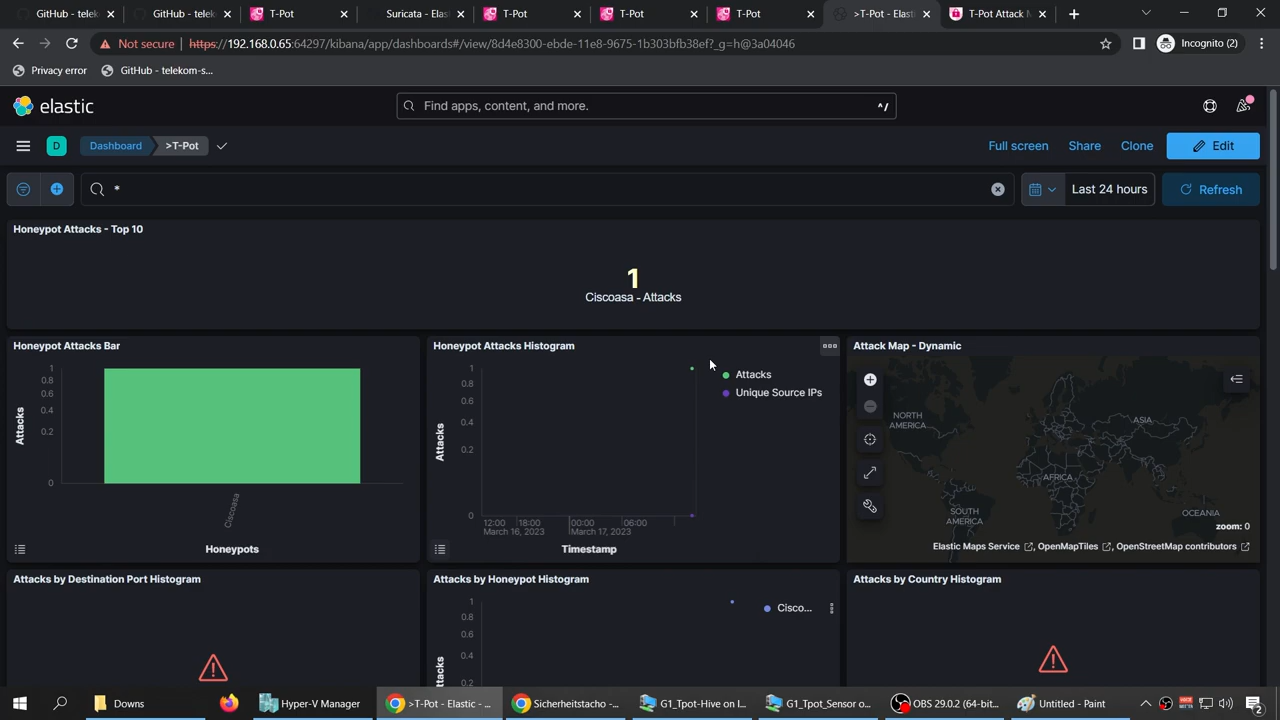 GitHub - telek
GitHub - telek
T-Pot
Suricata - Elast
T-Pot
T-Pot
T-Pot
>T-Pot - Elasti
T-Pot Attack M
Not secure
https://192.168.0.65:64297/kibana/app/dashboards#/view/8d4e8300-ebde-11e8-9675-1b303bfb38ef?_g=h@3a04046
Incognito (2)
Privacy error
GitHub - telekom-s...
elastic
Find apps, content, and more.
^/
D
Dashboard
>T-Pot
Full screen
Share
Clone
Edit
*
Last 24 hours
Refresh
Honeypot Attacks - Top 10
1
Ciscoasa - Attacks
Honeypot Attacks Bar
1
0.8
0.6
0.4
0.2
0
Attacks
Ciscoasa
Honeypots
Honeypot Attacks Histogram
1
0.8
0.6
0.4
0.2
0
Attacks
Attacks
Unique Source IPs
12:00
18:00
00:00
06:00
March 16, 2023
March 17, 2023
Timestamp
Attack Map - Dynamic
NORTH
AMERICA
ASIA
AFRICA
SOUTH
AMERICA
OCEANIA
zoom: 0
Elastic Maps Service
, OpenMapTiles
, OpenStreetMap contributors
Attacks by Destination Port Histogram
Attacks by Honeypot Histogram
1
0.8
0.6
0.4
0.2
Attacks
Cisco...
Attacks by Country Histogram
Downs
Hyper-V Manager
>T-Pot - Elastic - ...
Sicherheitstacho -...
G1_Tpot-Hive on l...
G1_Tpot_Sensor o...
OBS 29.0.2 (64-bit...
Untitled - Paint
2